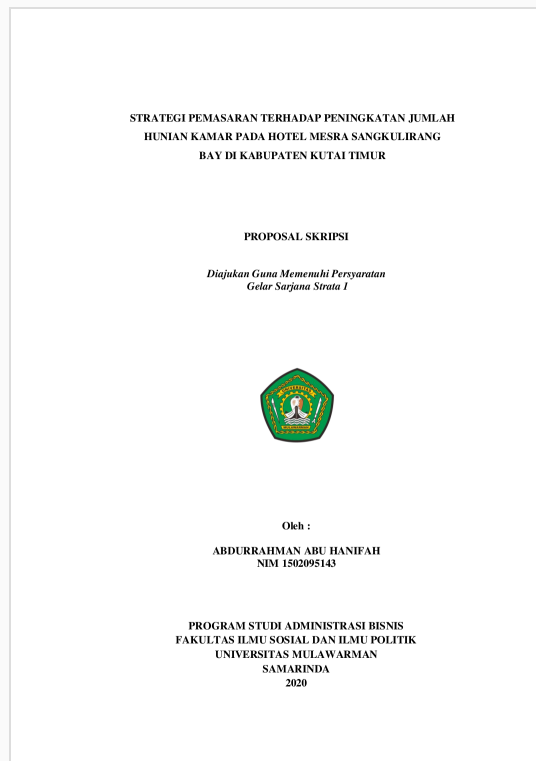 STRATEGI PEMASARAN TERHADAP PENINGKATAN JUMLAH
HUNIAN KAMAR PADA HOTEL MESRA SANGKULIRANG
BAY DI KABUPATEN KUTAI TIMUR
PROPOSAL SKRIPSI
Diajukan Guna Memenuhi Persyaratan
Gelar Sarjana Strata 1
UNIVERSITAS
MULAWARMAN
Oleh :
ABDURRAHMAN ABU HANIFAH
NIM 1502095143
PROGRAM STUDI ADMINISTRASI BISNIS
FAKULTAS ILMU SOSIAL DAN ILMU POLITIK
UNIVERSITAS MULAWARMAN
SAMARINDA
2020